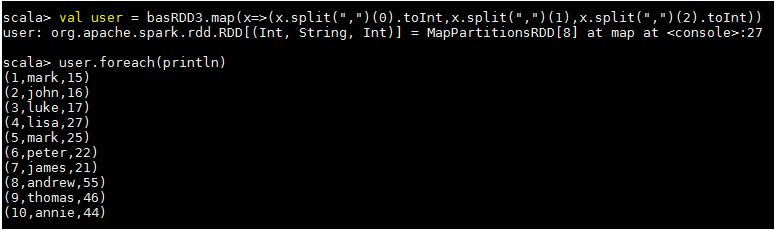 scala> val user = basRDD3.map(x=>(x.split(",")(0).toInt,x.split(",")(1),x.split(",")(2).toInt))
user: org.apache.spark.rdd.RDD[(Int, String, Int)] = MapPartitionsRDD[8] at map at <console>:27
scala> user.foreach(println)
(1,mark,15)
(2,john,16)
(3,luke,17)
(4,lisa,27)
(5,mark,25)
(6,peter,22)
(7,james,21)
(8,andrew,55)
(9,thomas,46)
(10,annie,44)